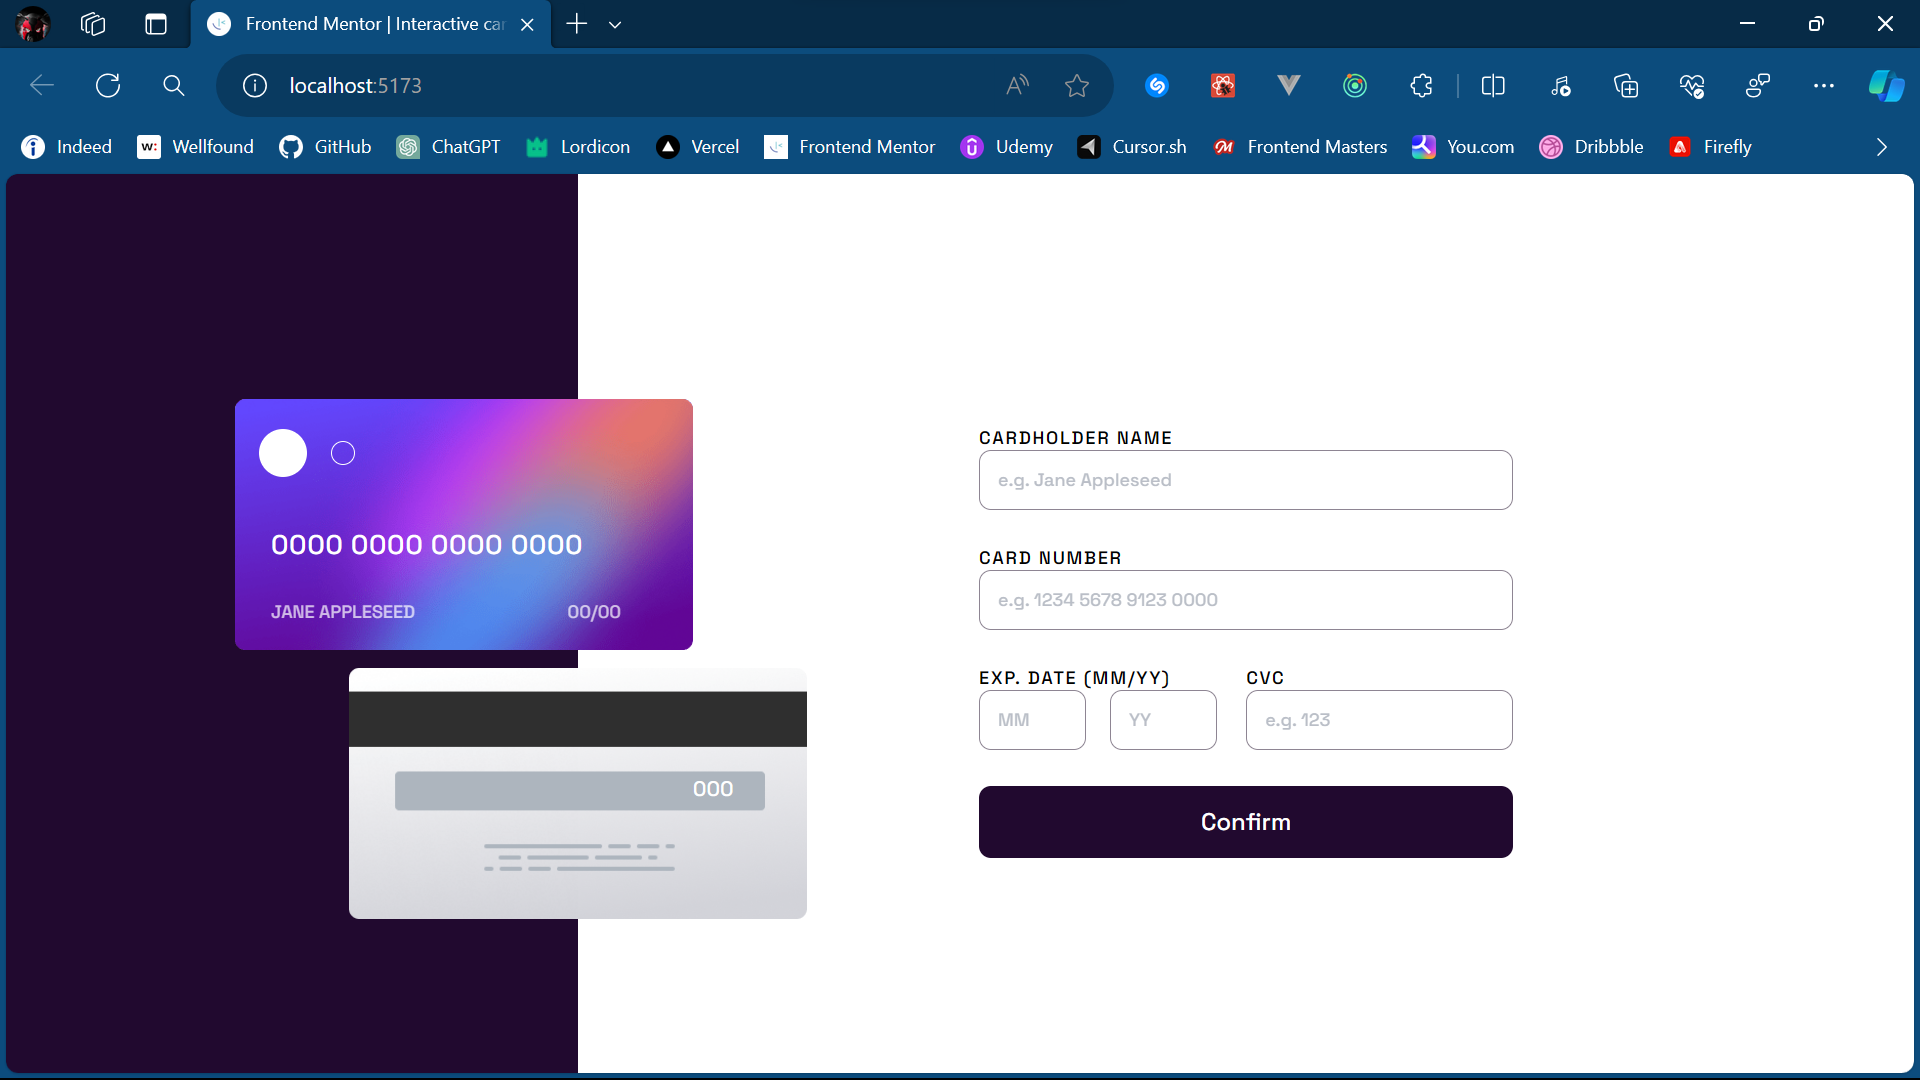 Frontend Mentor | Interactive car
localhost:5173
Indeed Wellfound GitHub ChatGPT Lordicon Vercel Frontend Mentor Udemy Cursor.sh Frontend Masters You.com Dribbble Firefly
0000 0000 0000 0000
JANE APPLESEED 00/00
000
CARDHOLDER NAME
e.g. Jane Appleseed
CARD NUMBER
e.g. 1234 5678 9123 0000
EXP. DATE (MM/YY) CVC
MM YY e.g. 123
Confirm